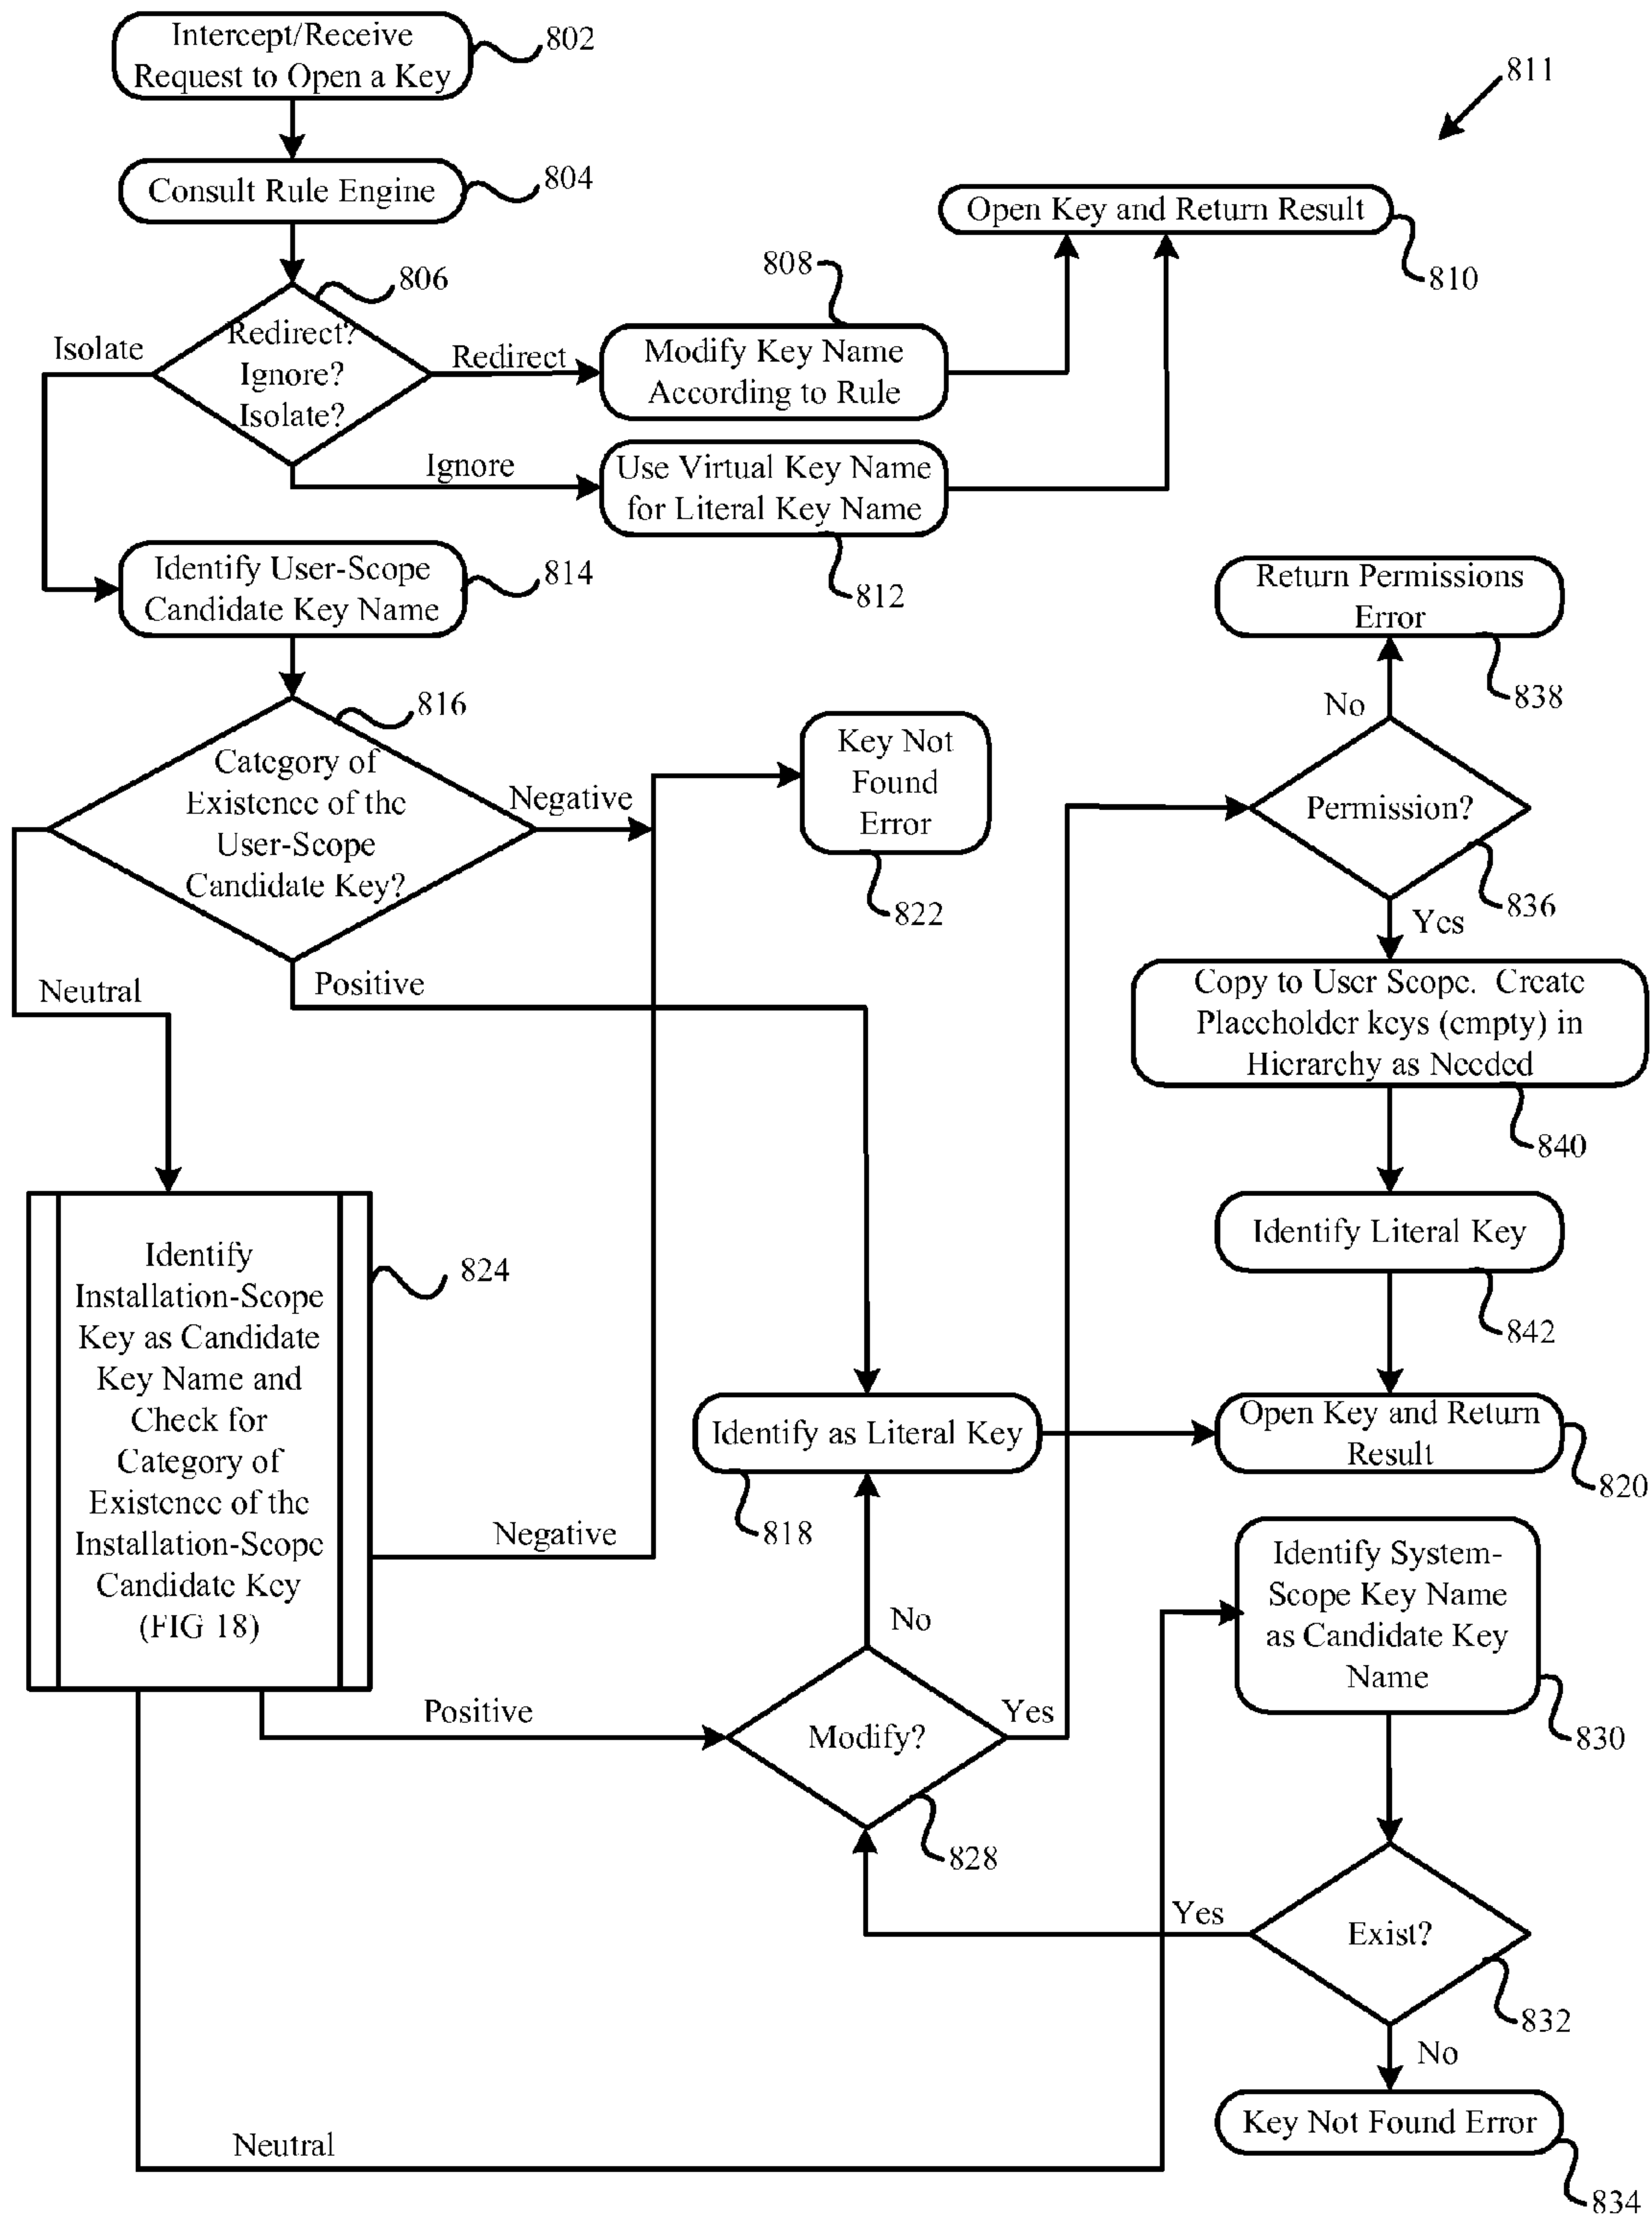 Intercept/Receive
Request to Open a Key
802
811
Consult Rule Engine
804
Open Key and Return Result
810
806
Redirect?
Ignore?
Isolate?
Isolate
Redirect
808
Modify Key Name
According to Rule
Ignore
Use Virtual Key Name
for Literal Key Name
812
Identify User-Scope
Candidate Key Name
814
Return Permissions
Error
838
No
816
Category of
Existence of the
User-Scope
Candidate Key?
Negative
Key Not
Found
Error
822
Permission?
836
Yes
Neutral
Positive
Copy to User Scope. Create
Placeholder keys (empty) in
Hierarchy as Needed
840
Identify
Installation-Scope
Key as Candidate
Key Name and
Check for
Category of
Existence of the
Installation-Scope
Candidate Key
(FIG 18)
824
Identify Literal Key
842
Identify as Literal Key
818
Open Key and Return
Result
820
Negative
Identify System-
Scope Key Name
as Candidate Key
Name
830
No
Positive
Modify?
Yes
828
Yes
Exist?
832
No
Key Not Found Error
834
Neutral